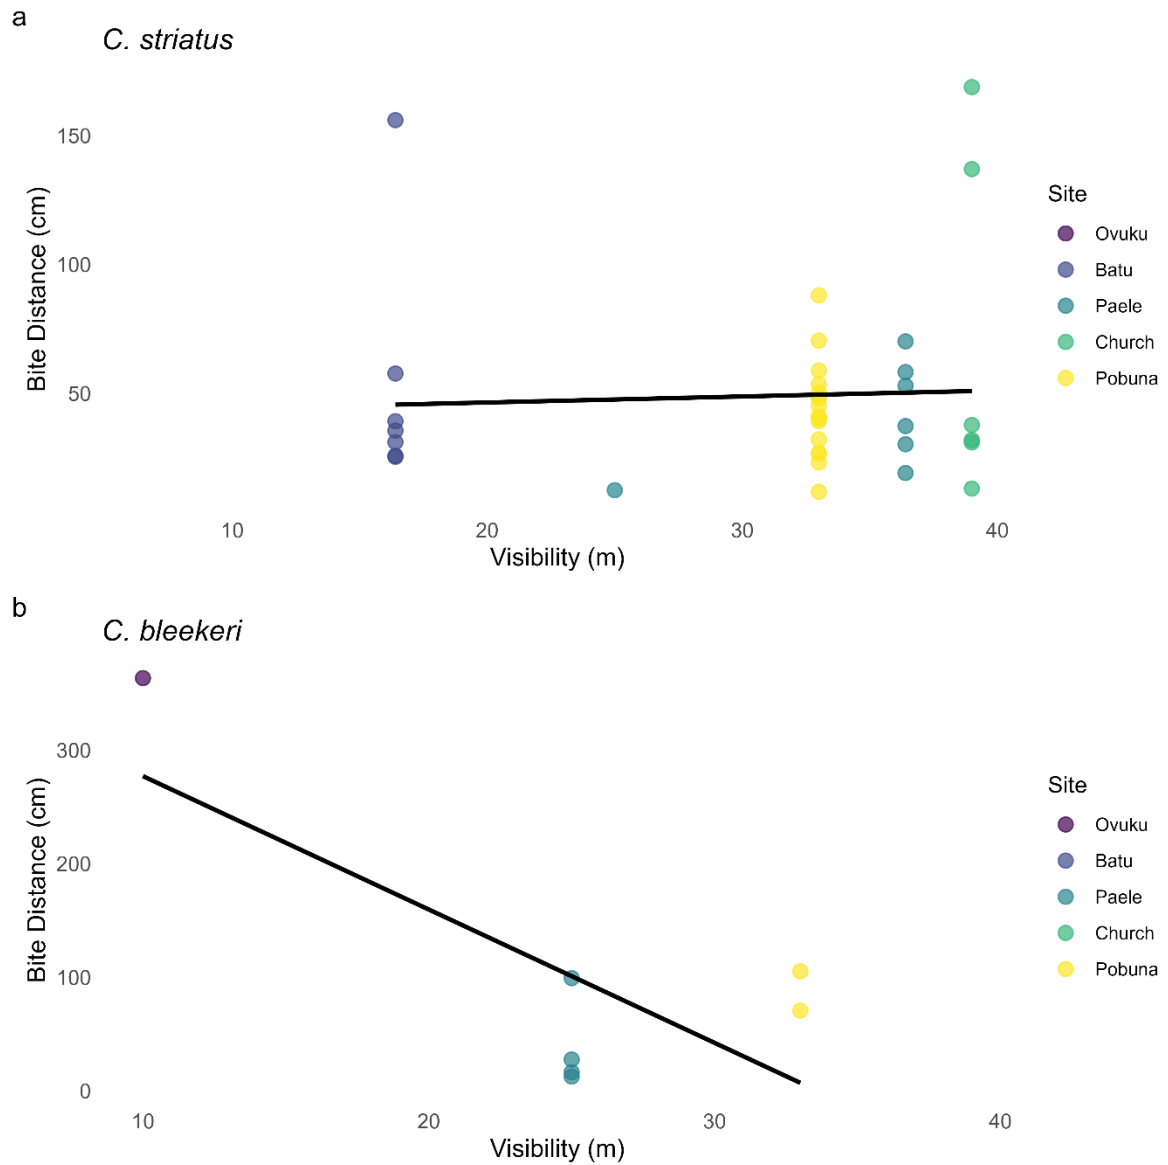 a
C. striatus
150
100
50
Bite Distance (cm)
10 20 30 40
Visibility (m)
Site
Ovuku
Batu
Paele
Church
Pobuna
b
C. bleekeri
300
200
100
0
Bite Distance (cm)
10 20 30 40
Visibility (m)
Site
Ovuku
Batu
Paele
Church
Pobuna